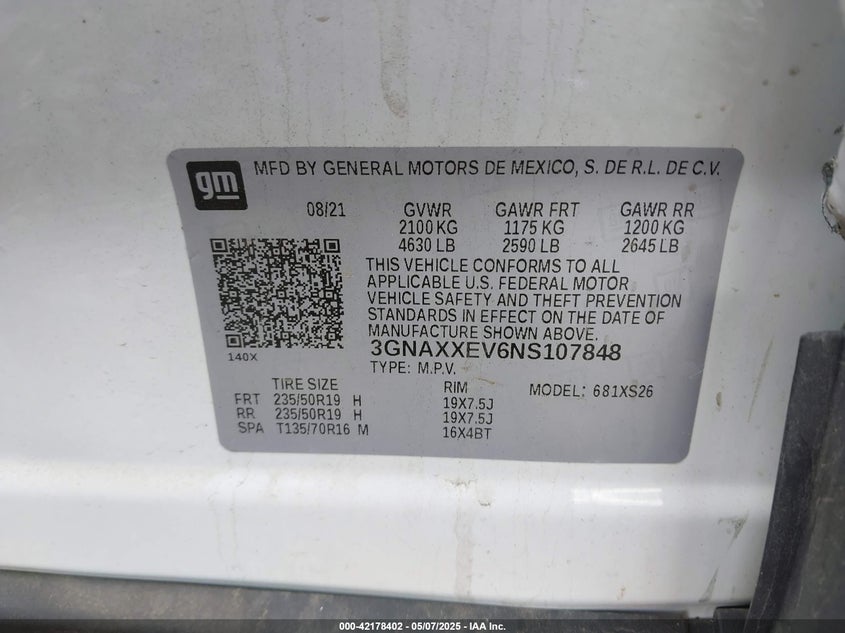 gm
MFD BY GENERAL MOTORS DE MEXICO, S. DE R.L. DE C.V.
08/21 GVWR GAWR FRT GAWR RR
2100 KG 1175 KG 1200 KG
4630 LB 2590 LB 2645 LB
THIS VEHICLE CONFORMS TO ALL
APPLICABLE U.S. FEDERAL MOTOR
VEHICLE SAFETY AND THEFT PREVENTION
STANDARDS IN EFFECT ON THE DATE OF
MANUFACTURE SHOWN ABOVE.
140X
3GNAXXEV6NS107848
TYPE: M.P.V.
TIRE SIZE RIM MODEL: 681XS26
FRT 235/50R19 H 19X7.5J
RR 235/50R19 H 19X7.5J
SPA T135/70R16 M 16X4BT
000-42178402 - 05/07/2025 - IAA Inc.